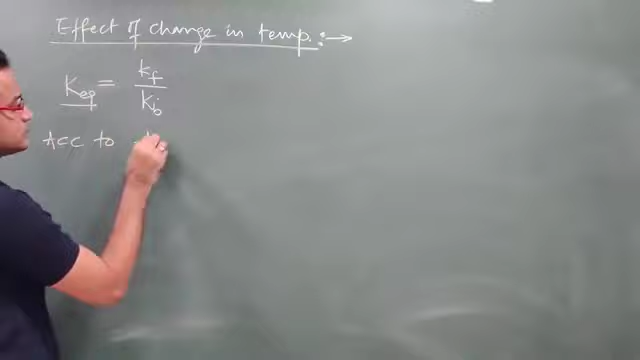 Effect of change in temp. :→
Keq = kf / kb
Acc to